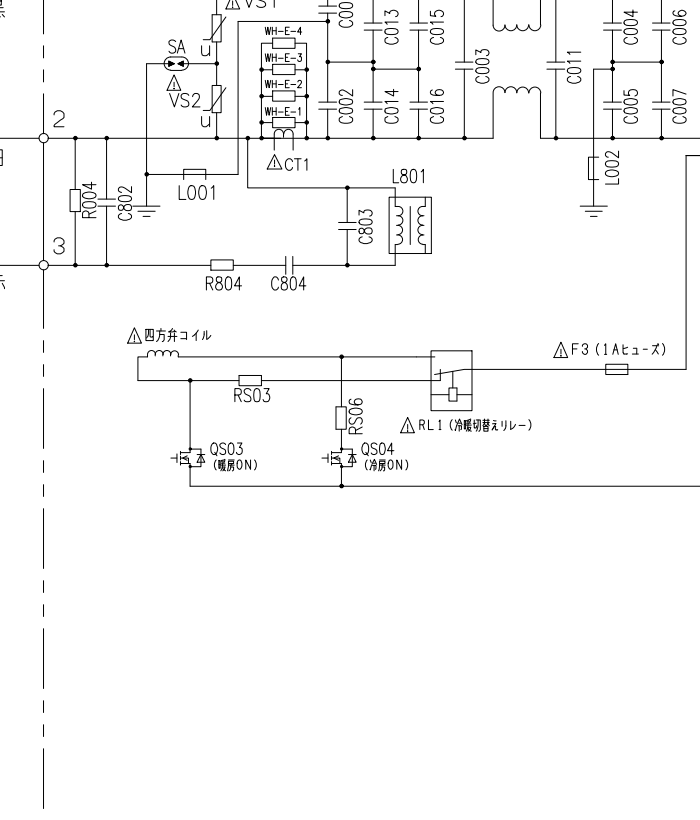 VS1
SA
VS2
u
u
WH-E-4
WH-E-3
WH-E-2
WH-E-1
CT1
C002
C013
C014
C015
C016
C003
C011
C004
C005
C006
C007
2
R004
C802
L001
L002
L801
C803
3
R804
C804
四方弁コイル
F3 (1Aヒューズ)
RS03
RS06
RL1 (冷暖切替えリレー)
QS03
(暖房ON)
QS04
(冷房ON)